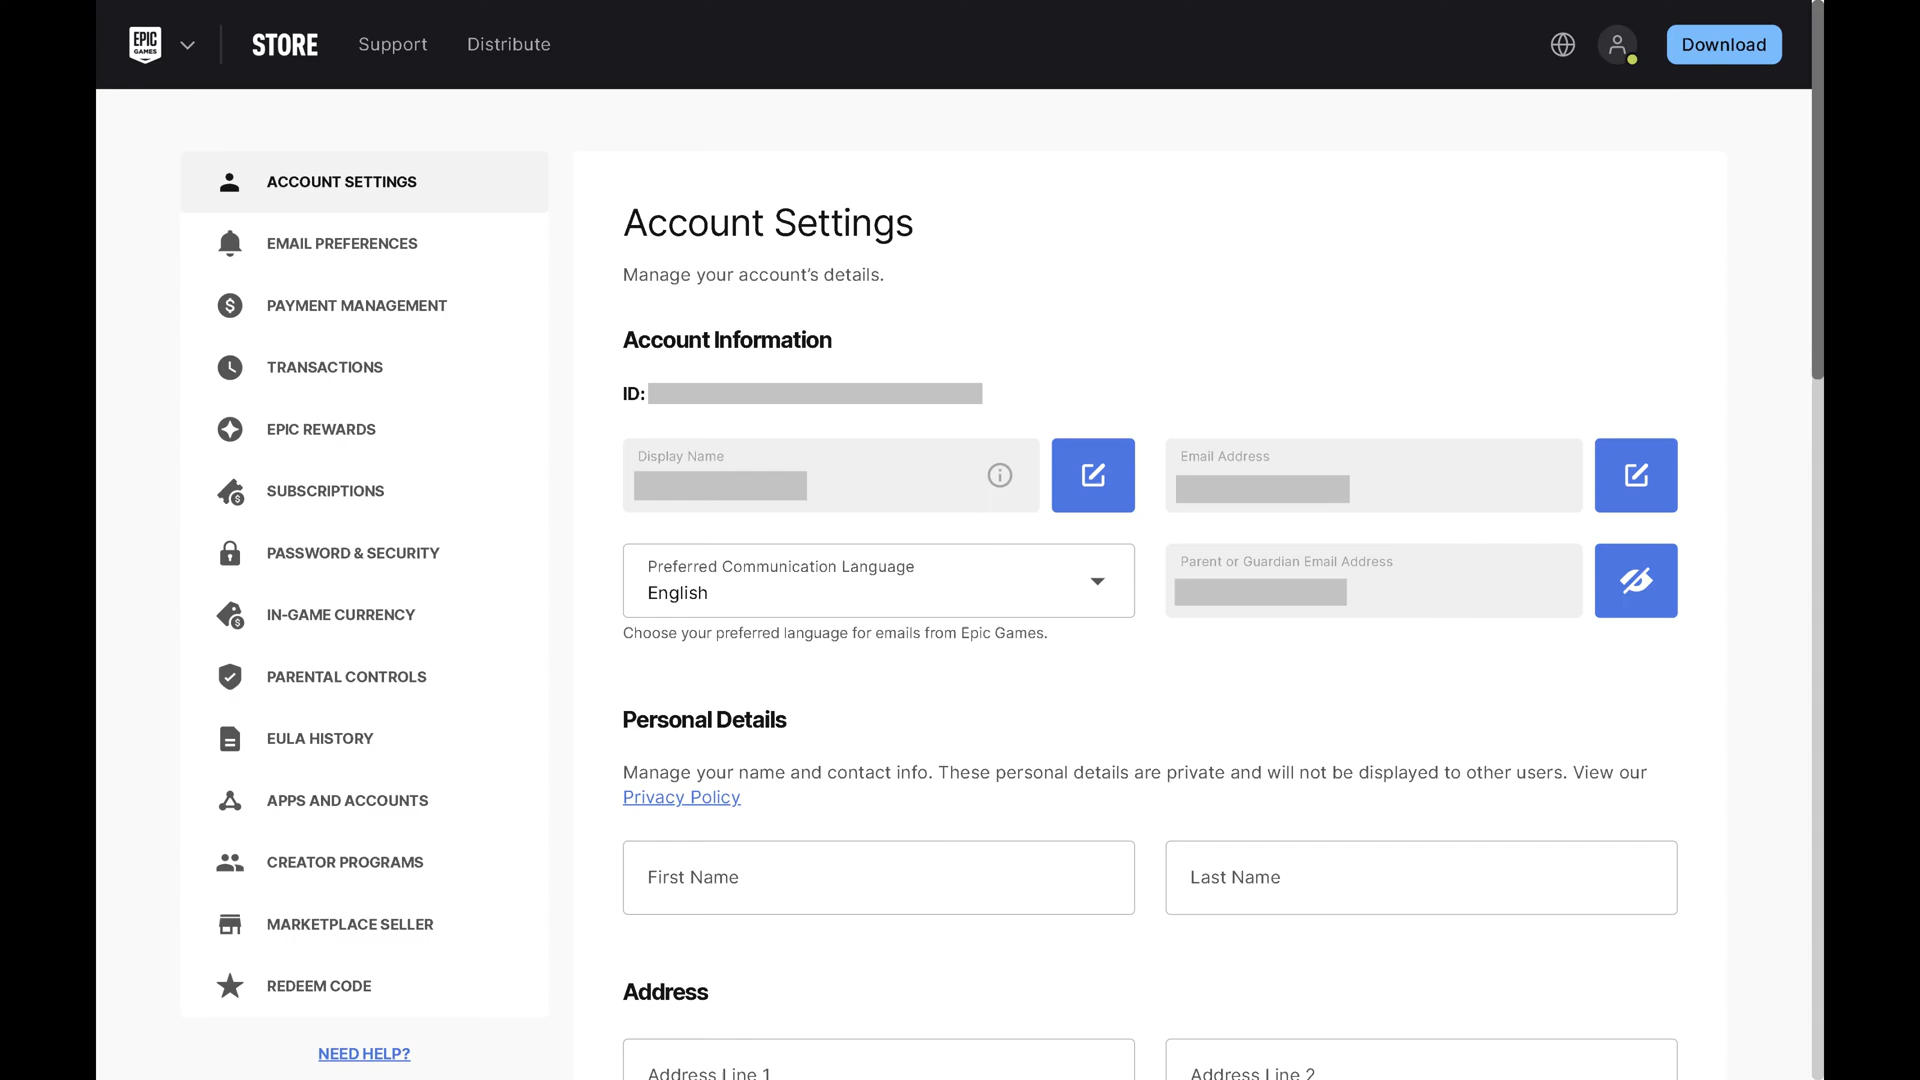 EPIC GAMES
STORE
Support
Distribute
Download
ACCOUNT SETTINGS
EMAIL PREFERENCES
PAYMENT MANAGEMENT
TRANSACTIONS
EPIC REWARDS
SUBSCRIPTIONS
PASSWORD & SECURITY
IN-GAME CURRENCY
PARENTAL CONTROLS
EULA HISTORY
APPS AND ACCOUNTS
CREATOR PROGRAMS
MARKETPLACE SELLER
REDEEM CODE
NEED HELP?
Account Settings
Manage your account’s details.
Account Information
ID:
Display Name
Email Address
Preferred Communication Language
English
Choose your preferred language for emails from Epic Games.
Parent or Guardian Email Address
Personal Details
Manage your name and contact info. These personal details are private and will not be displayed to other users. View our
Privacy Policy
First Name
Last Name
Address
Address Line 1
Address Line 2